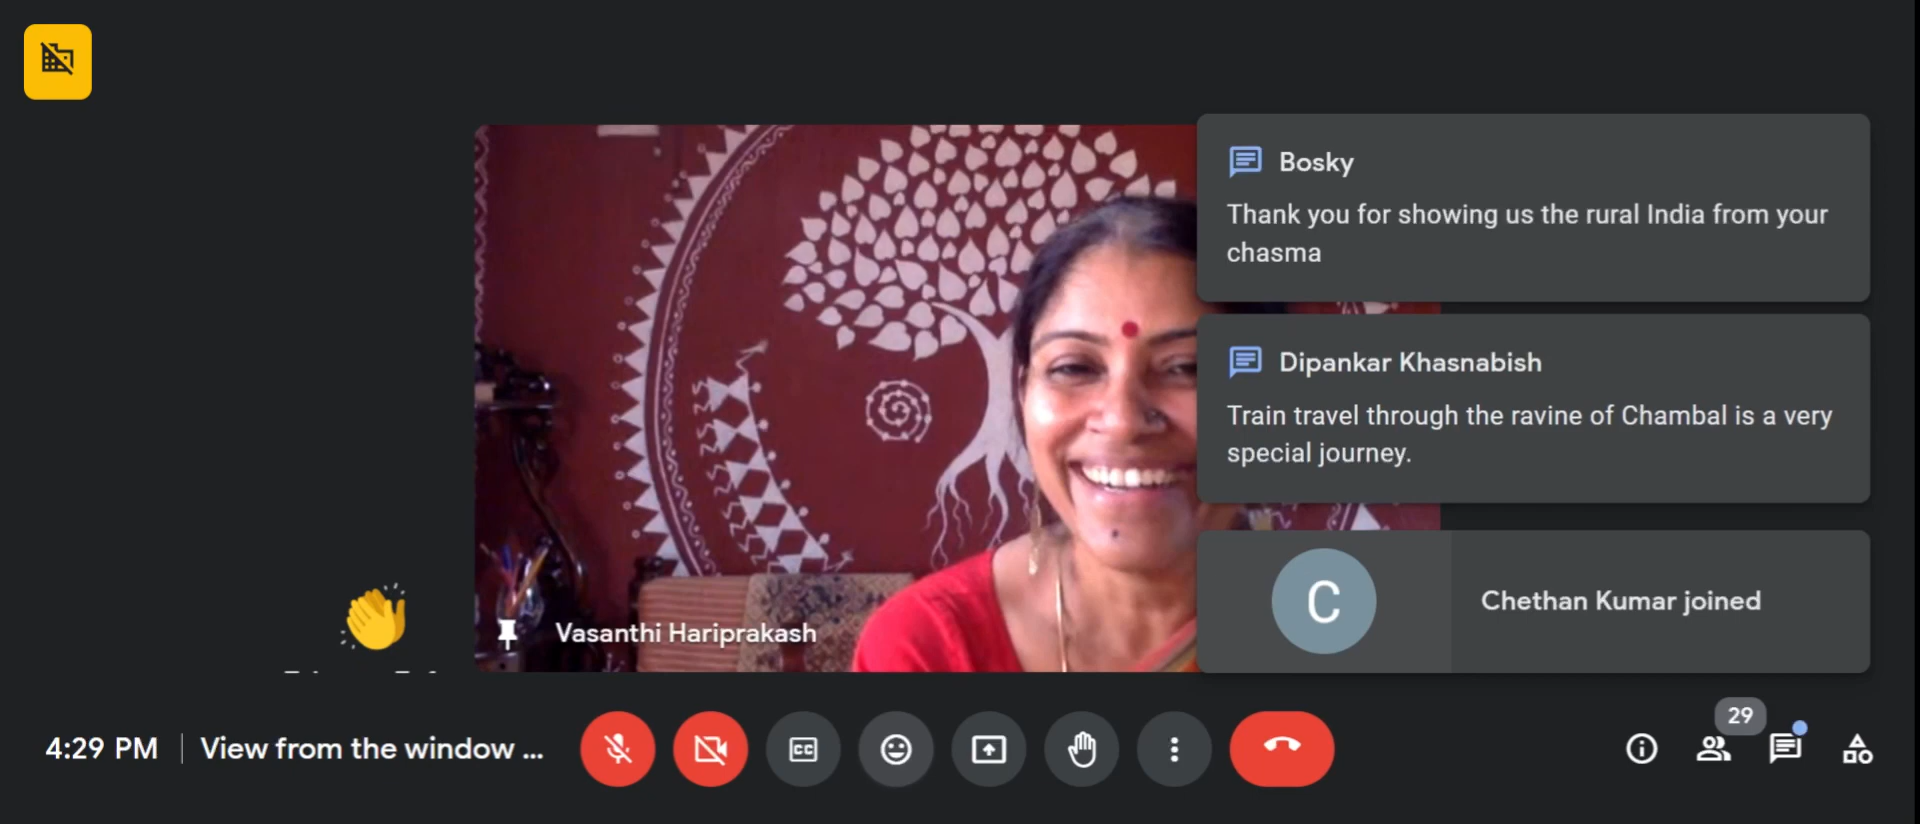 Bosky
Thank you for showing us the rural India from your
chasma
Dipankar Khasnabish
Train travel through the ravine of Chambal is a very
special journey.
C
Chethan Kumar joined
Vasanthi Hariprakash
29
4:29 PM
View from the window ...
CC